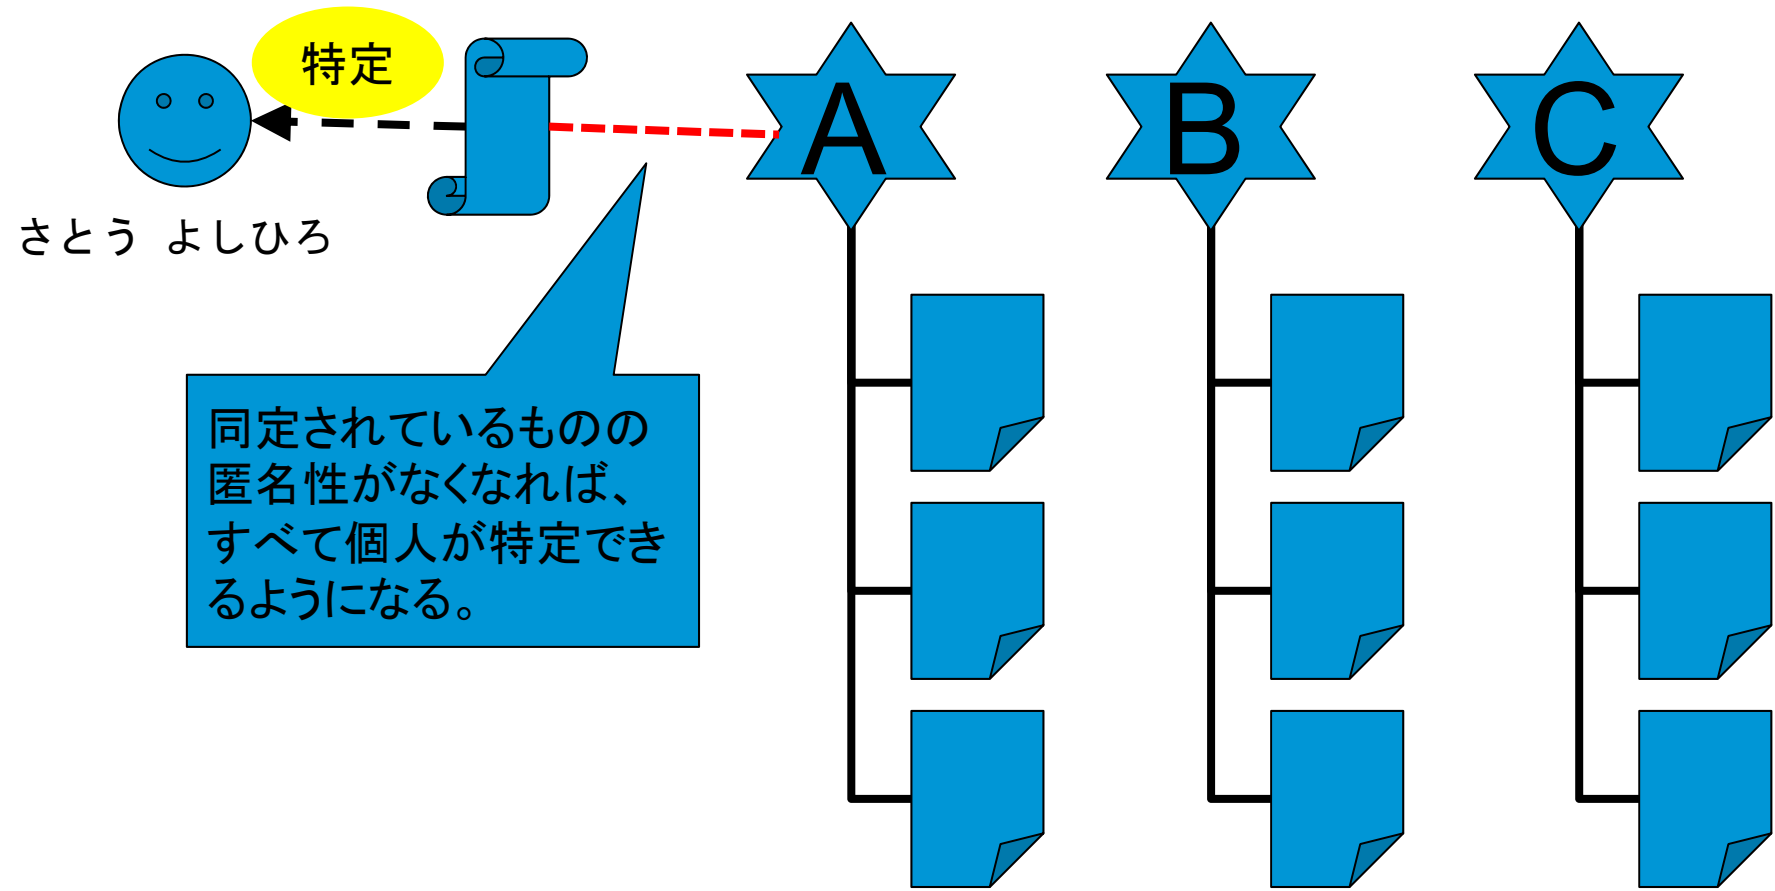 特定
A
B
C
さとう よしひろ
同定されているものの
匿名性がなくなれば、
すべて個人が特定でき
るようになる。